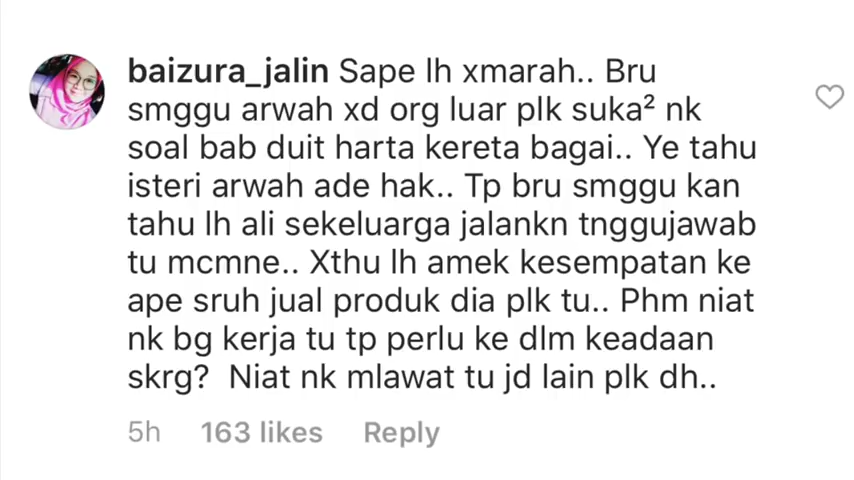 baizura_jalin Sape lh xmarah.. Bru
smggu arwah xd org luar plk suka² nk
soal bab duit harta kereta bagai.. Ye tahu
isteri arwah ade hak.. Tp bru smggu kan
tahu lh ali sekeluarga jalankn tnggujawab
tu mcmne.. Xthu lh amek kesempatan ke
ape sruh jual produk dia plk tu.. Phm niat
nk bg kerja tu tp perlu ke dlm keadaan
skrg?  Niat nk mlawat tu jd lain plk dh..
5h 163 likes Reply